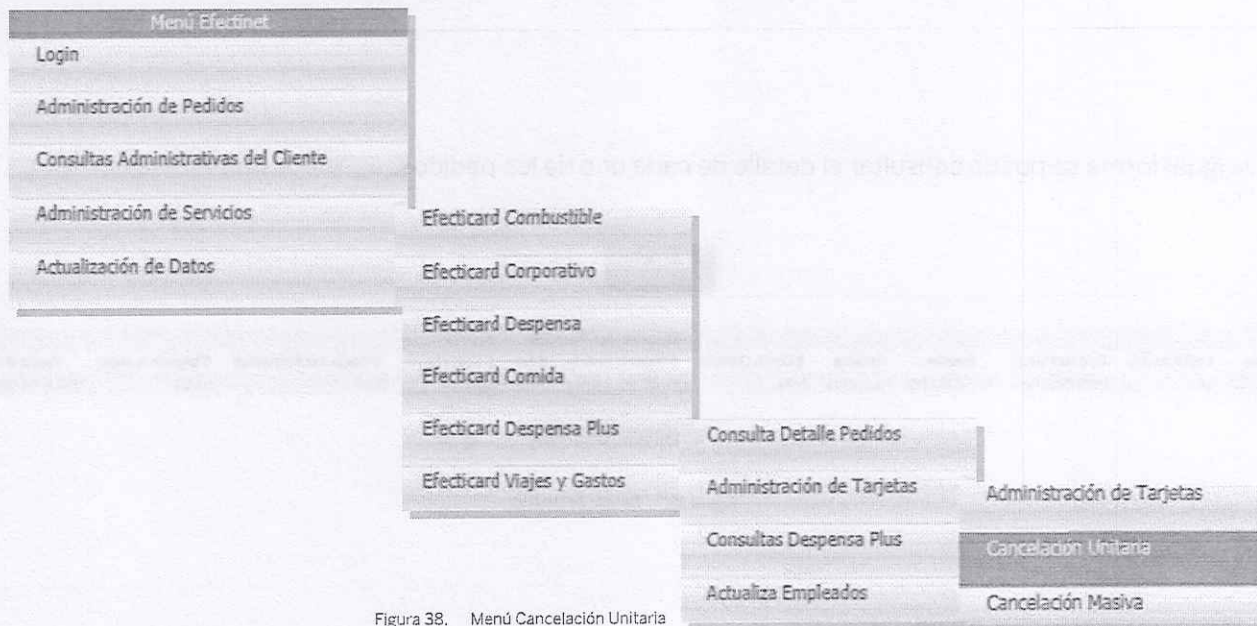 Menú Efectinet
Login
Administración de Pedidos
Consultas Administrativas del Cliente
Administración de Servicios
Actualización de Datos
Efecticard Combustible
Efecticard Corporativo
Efecticard Despensa
Efecticard Comida
Efecticard Despensa Plus
Efecticard Viajes y Gastos
Consulta Detalle Pedidos
Administración de Tarjetas
Consultas Despensa Plus
Actualiza Empleados
Administración de Tarjetas
Cancelación Unitaria
Cancelación Masiva
Figura 38. Menú Cancelación Unitaria